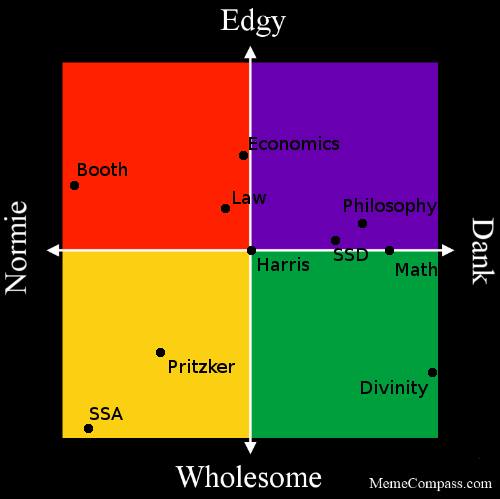 Edgy
Economics
Booth
Law
Philosophy
SSD
Normie
Dank
Harris
Math
Pritzker
Divinity
SSA
Wholesome
MemeCompass.com